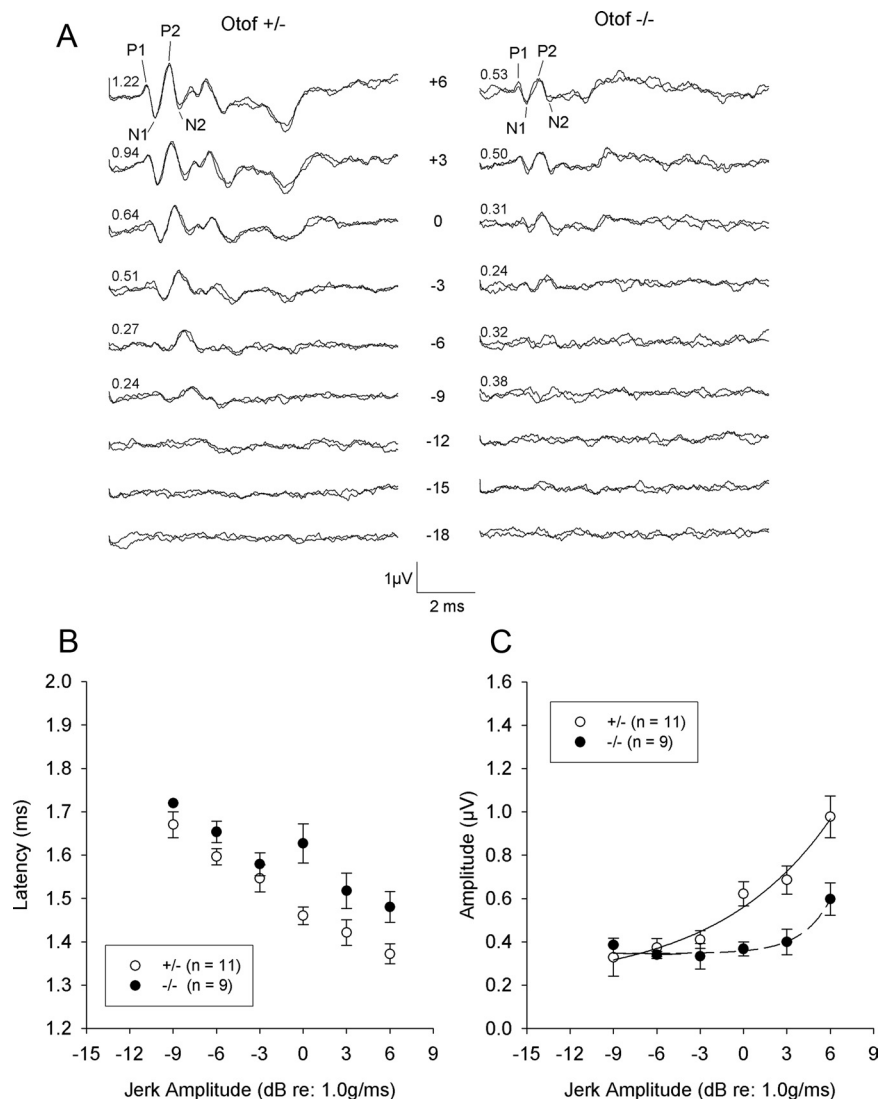 A
Otof +/-
Otof -/-
P1
P2
N1
N2
P1
P2
N1
N2
1.22
+6
0.53
0.94
+3
0.50
0.64
0
0.31
0.51
-3
0.24
0.27
-6
0.32
0.24
-9
0.38
-12
-15
-18
1µV
2 ms
B
2.0
1.9
1.8
1.7
1.6
1.5
1.4
1.3
1.2
Latency (ms)
+/- (n = 11)
-/- (n = 9)
-15 -12 -9 -6 -3 0 3 6 9
Jerk Amplitude (dB re: 1.0g/ms)
C
1.6
1.4
1.2
1.0
0.8
0.6
0.4
0.2
0.0
Amplitude (µV)
+/- (n = 11)
-/- (n = 9)
-15 -12 -9 -6 -3 0 3 6 9
Jerk Amplitude (dB re: 1.0g/ms)